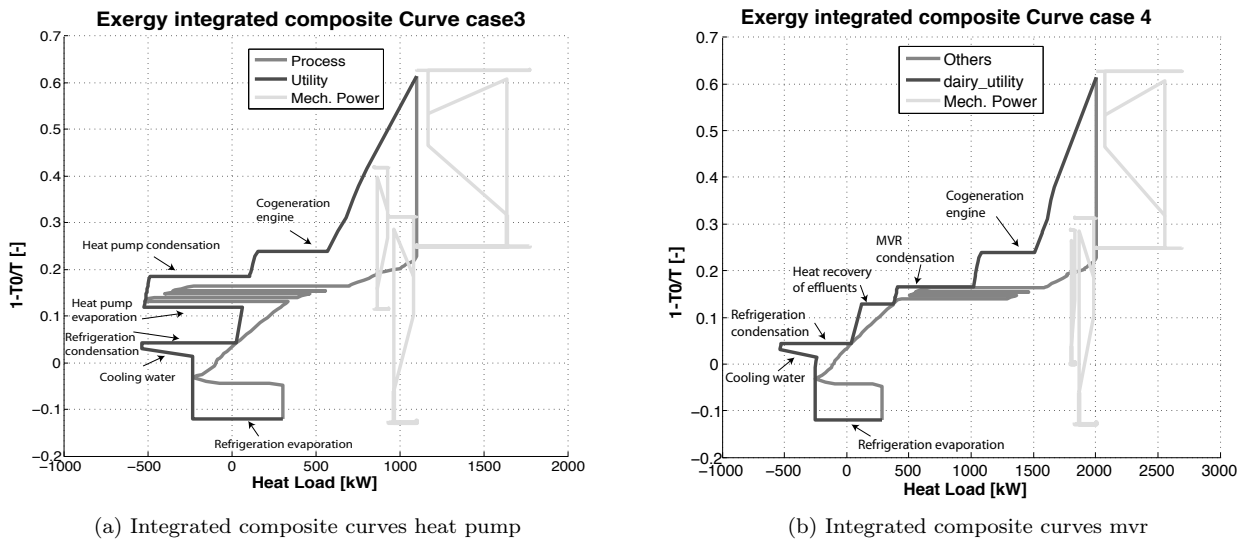 Exergy integrated composite Curve case3
0.7
0.6
0.5
0.4
0.3
0.2
0.1
0
−0.1
−0.2
1-T0/T [-]
Process
Utility
Mech. Power
Cogeneration
engine
Heat pump condensation
Heat pump
evaporation
Refrigeration
condensation
Cooling water
Refrigeration evaporation
−1000
−500
0
500
1000
1500
2000
Heat Load [kW]
(a) Integrated composite curves heat pump
Exergy integrated composite Curve case 4
0.7
0.6
0.5
0.4
0.3
0.2
0.1
0
−0.1
−0.2
1-T0/T [-]
Others
dairy_utility
Mech. Power
Cogeneration
engine
MVR
condensation
Heat recovery
of effluents
Refrigeration
condensation
Cooling water
Refrigeration evaporation
−1000
−500
0
500
1000
1500
2000
2500
3000
Heat Load [kW]
(b) Integrated composite curves mvr